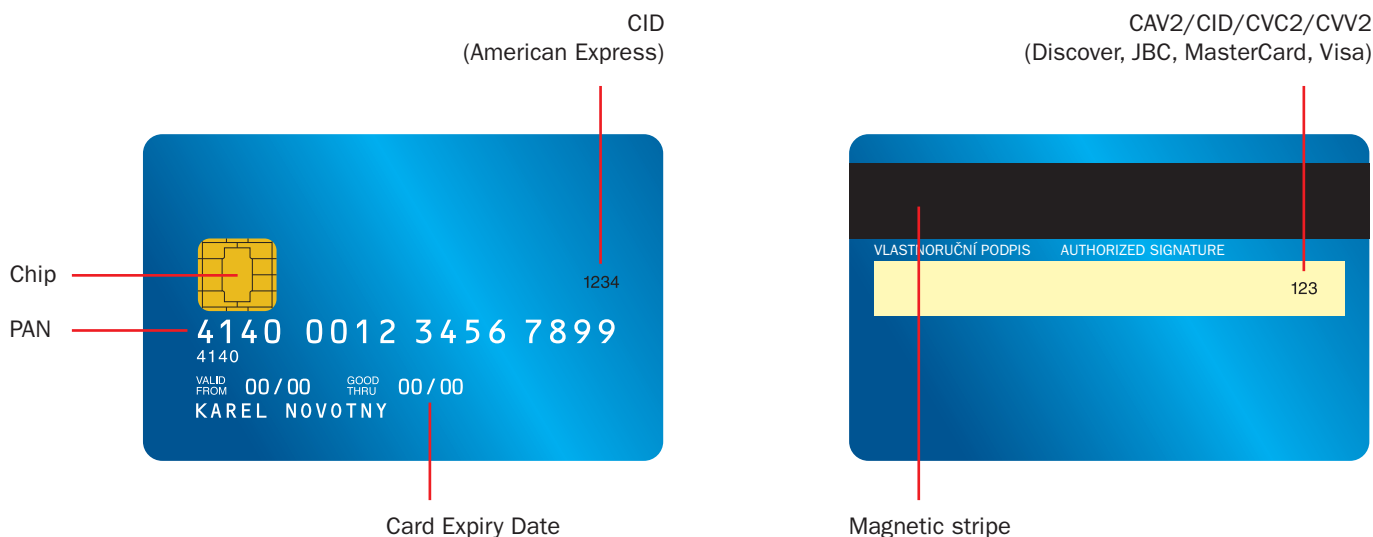 CID
(American Express)
CAV2/CID/CVC2/CVV2
(Discover, JBC, MasterCard, Visa)
Chip
1234
PAN
4140 0012 3456 7899
4140
VALID FROM 00/00 GOOD THRU 00/00
KAREL NOVOTNY
Card Expiry Date
VLASTNORUČNÍ PODPIS AUTHORIZED SIGNATURE
123
Magnetic stripe